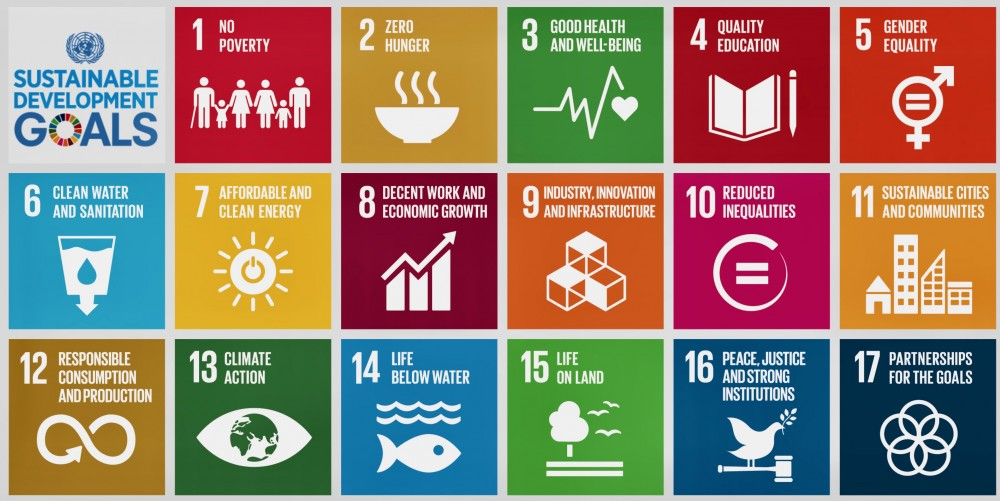 SUSTAINABLE
DEVELOPMENT
GOALS
1 NO
POVERTY
2 ZERO
HUNGER
3 GOOD HEALTH
AND WELL-BEING
4 QUALITY
EDUCATION
5 GENDER
EQUALITY
6 CLEAN WATER
AND SANITATION
7 AFFORDABLE AND
CLEAN ENERGY
8 DECENT WORK AND
ECONOMIC GROWTH
9 INDUSTRY, INNOVATION
AND INFRASTRUCTURE
10 REDUCED
INEQUALITIES
11 SUSTAINABLE CITIES
AND COMMUNITIES
12 RESPONSIBLE
CONSUMPTION
AND PRODUCTION
13 CLIMATE
ACTION
14 LIFE
BELOW WATER
15 LIFE
ON LAND
16 PEACE, JUSTICE
AND STRONG
INSTITUTIONS
17 PARTNERSHIPS
FOR THE GOALS